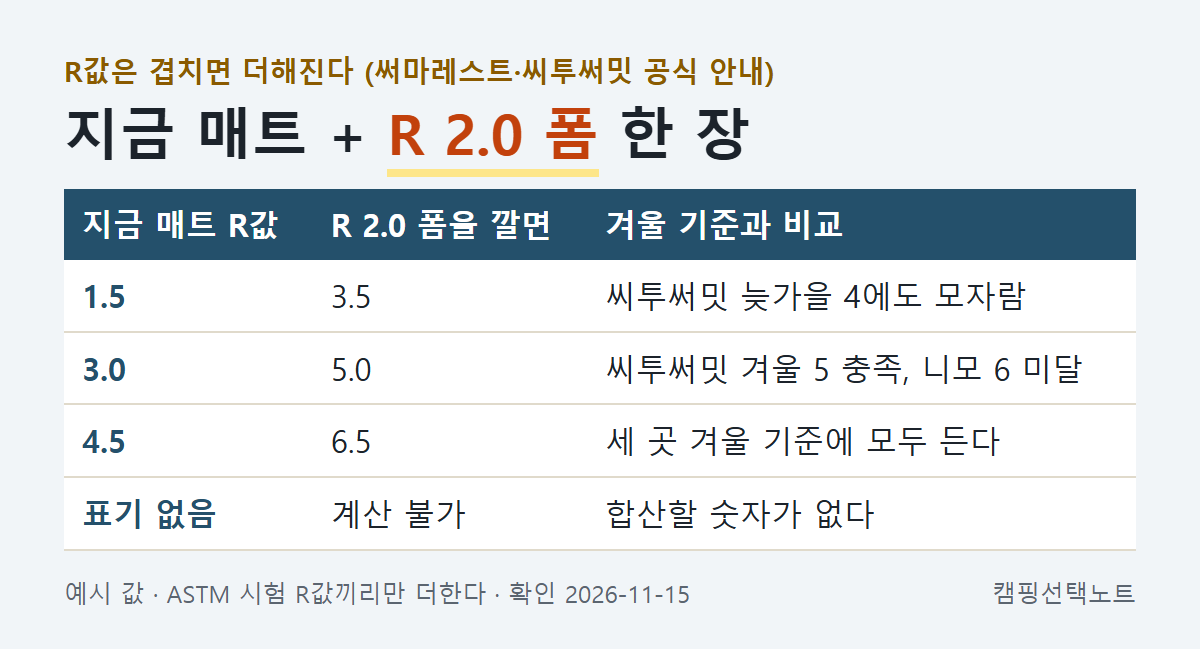 R값은 겹치면 더해진다 (써마레스트·씨투써밋 공식 안내)
지금 매트 + R 2.0 폼 한 장
지금 매트 R값 R 2.0 폼을 깔면 겨울 기준과 비교
1.5 3.5 씨투써밋 늦가을 4에도 모자람
3.0 5.0 씨투써밋 겨울 5 충족, 니모 6 미달
4.5 6.5 세 곳 겨울 기준에 모두 든다
표기 없음 계산 불가 합산할 숫자가 없다
예시 값 · ASTM 시험 R값끼리만 더한다 · 확인 2026-11-15 캠핑선택노트